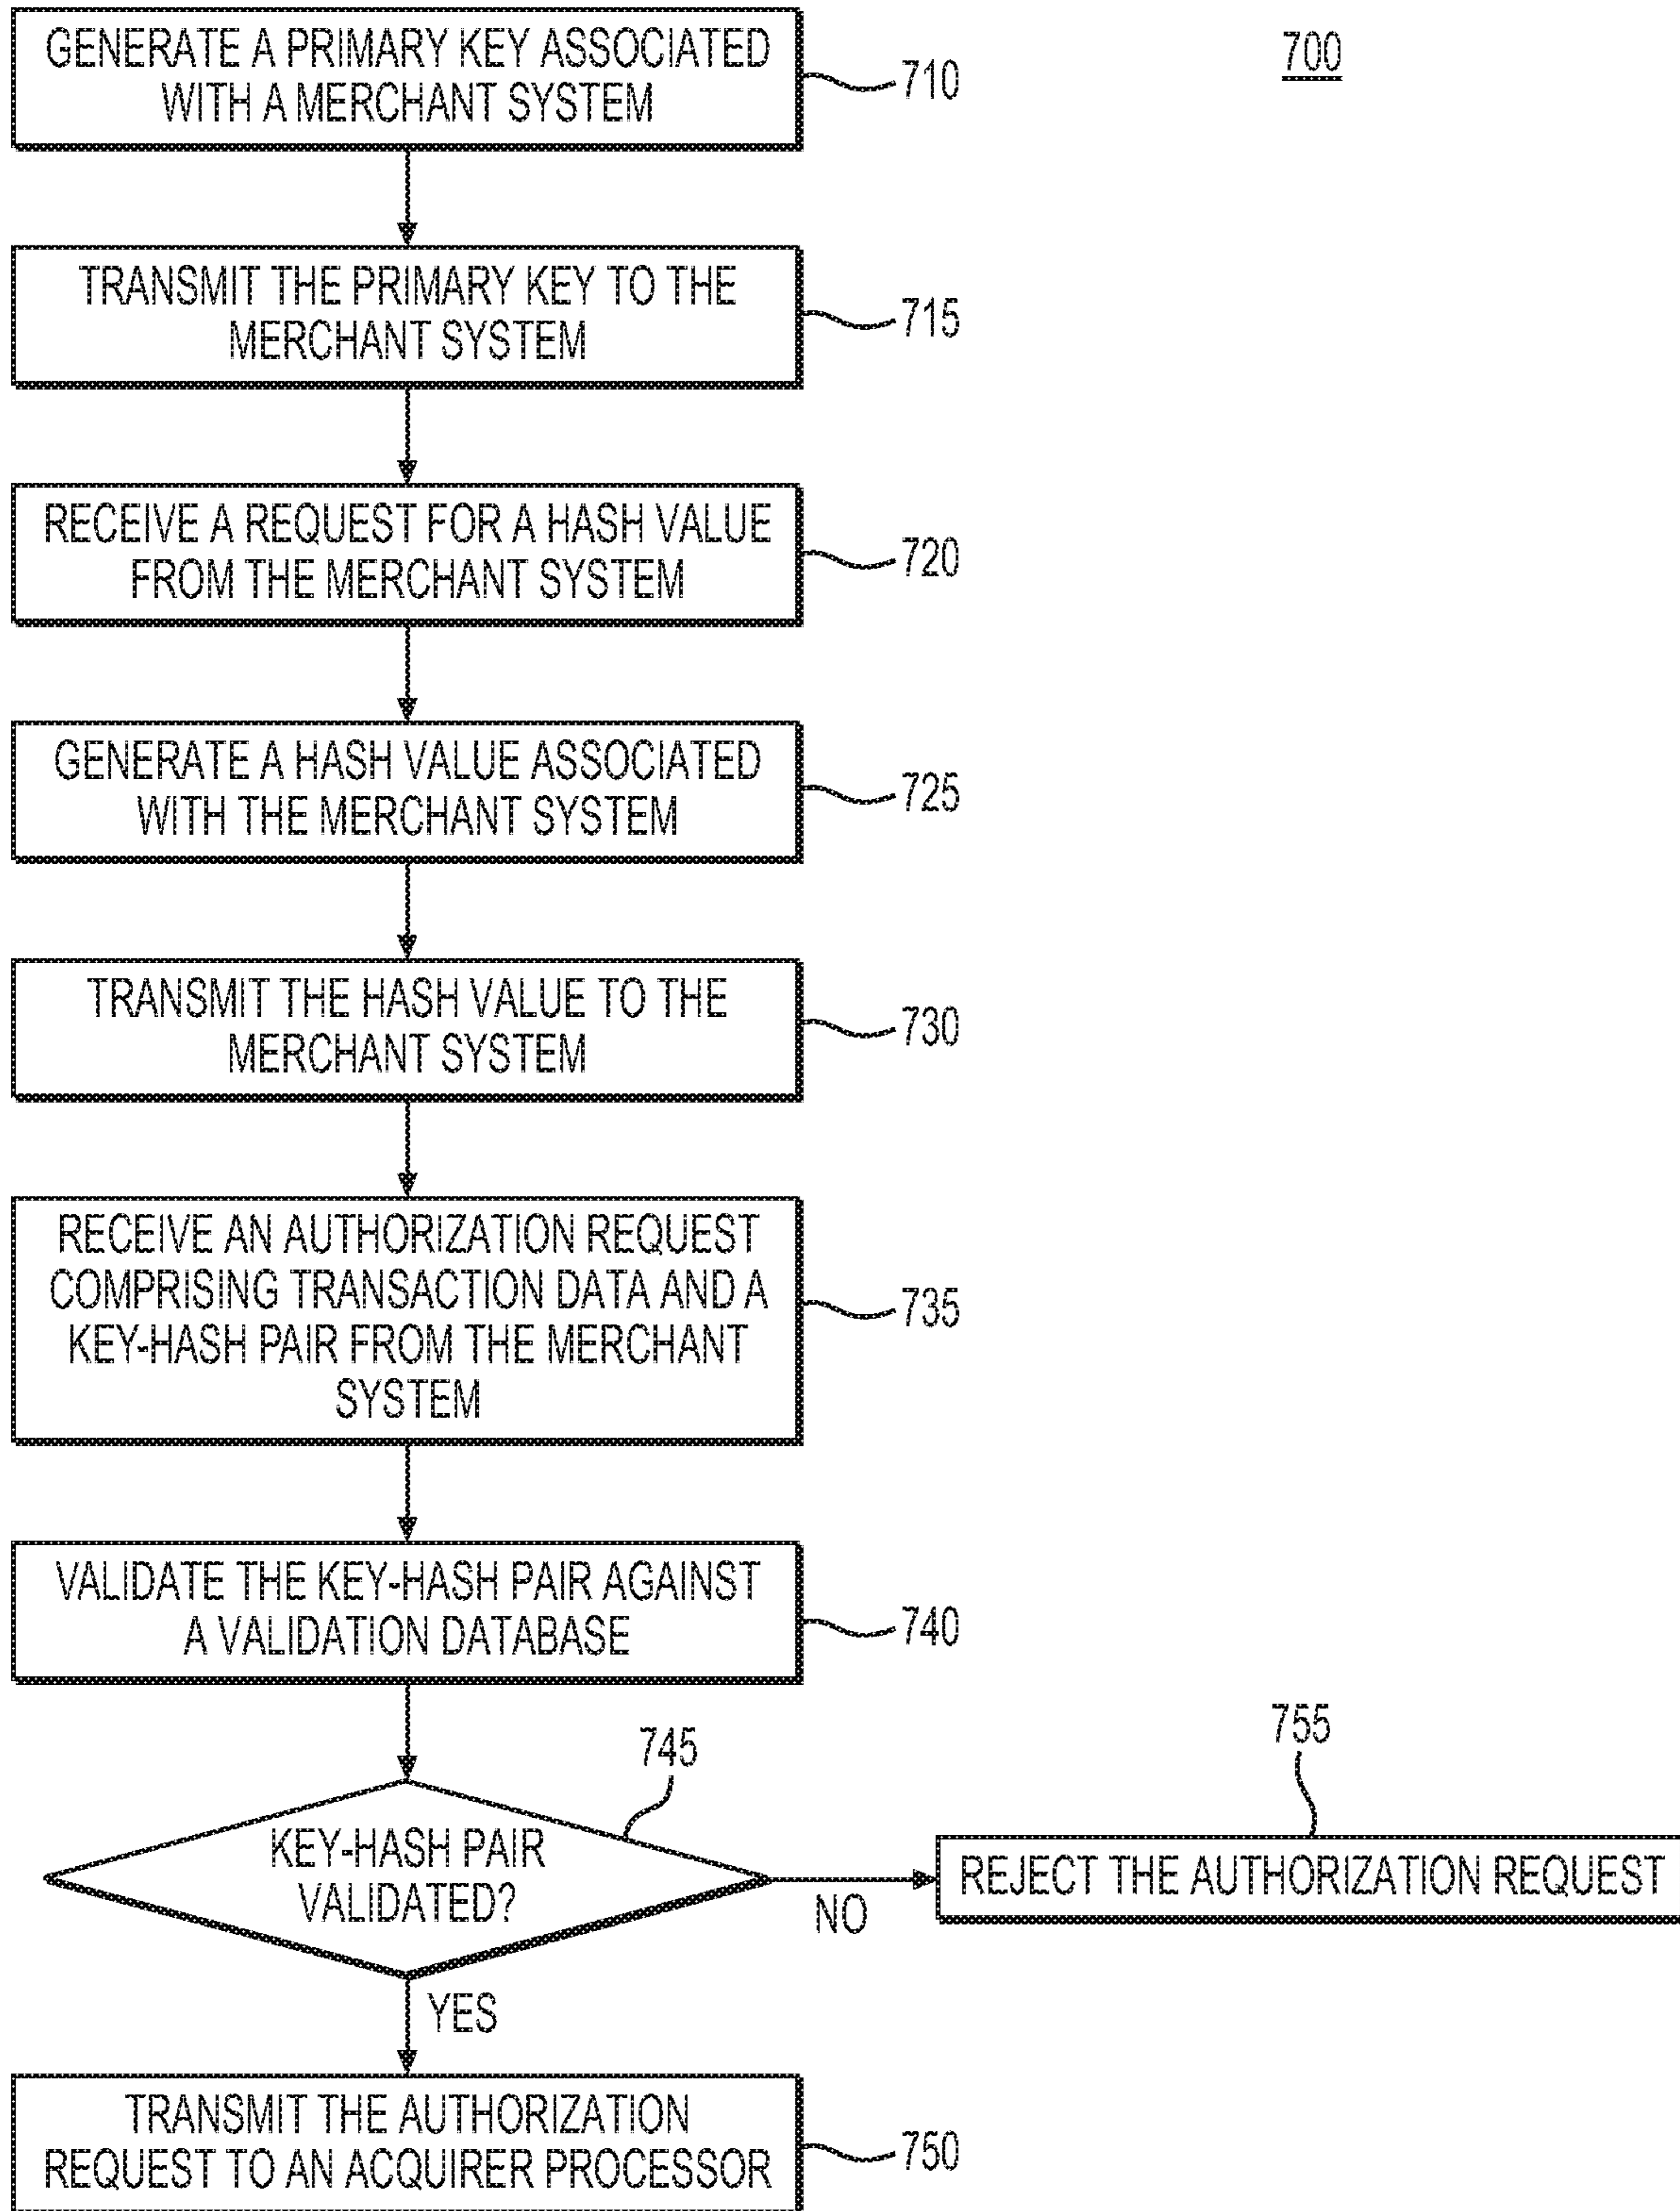 700
GENERATE A PRIMARY KEY ASSOCIATED
WITH A MERCHANT SYSTEM
710
TRANSMIT THE PRIMARY KEY TO THE
MERCHANT SYSTEM
715
RECEIVE A REQUEST FOR A HASH VALUE
FROM THE MERCHANT SYSTEM
720
GENERATE A HASH VALUE ASSOCIATED
WITH THE MERCHANT SYSTEM
725
TRANSMIT THE HASH VALUE TO THE
MERCHANT SYSTEM
730
RECEIVE AN AUTHORIZATION REQUEST
COMPRISING TRANSACTION DATA AND A
KEY-HASH PAIR FROM THE MERCHANT
SYSTEM
735
VALIDATE THE KEY-HASH PAIR AGAINST
A VALIDATION DATABASE
740
745
KEY-HASH PAIR
VALIDATED?
NO
755
REJECT THE AUTHORIZATION REQUEST
YES
TRANSMIT THE AUTHORIZATION
REQUEST TO AN ACQUIRER PROCESSOR
750